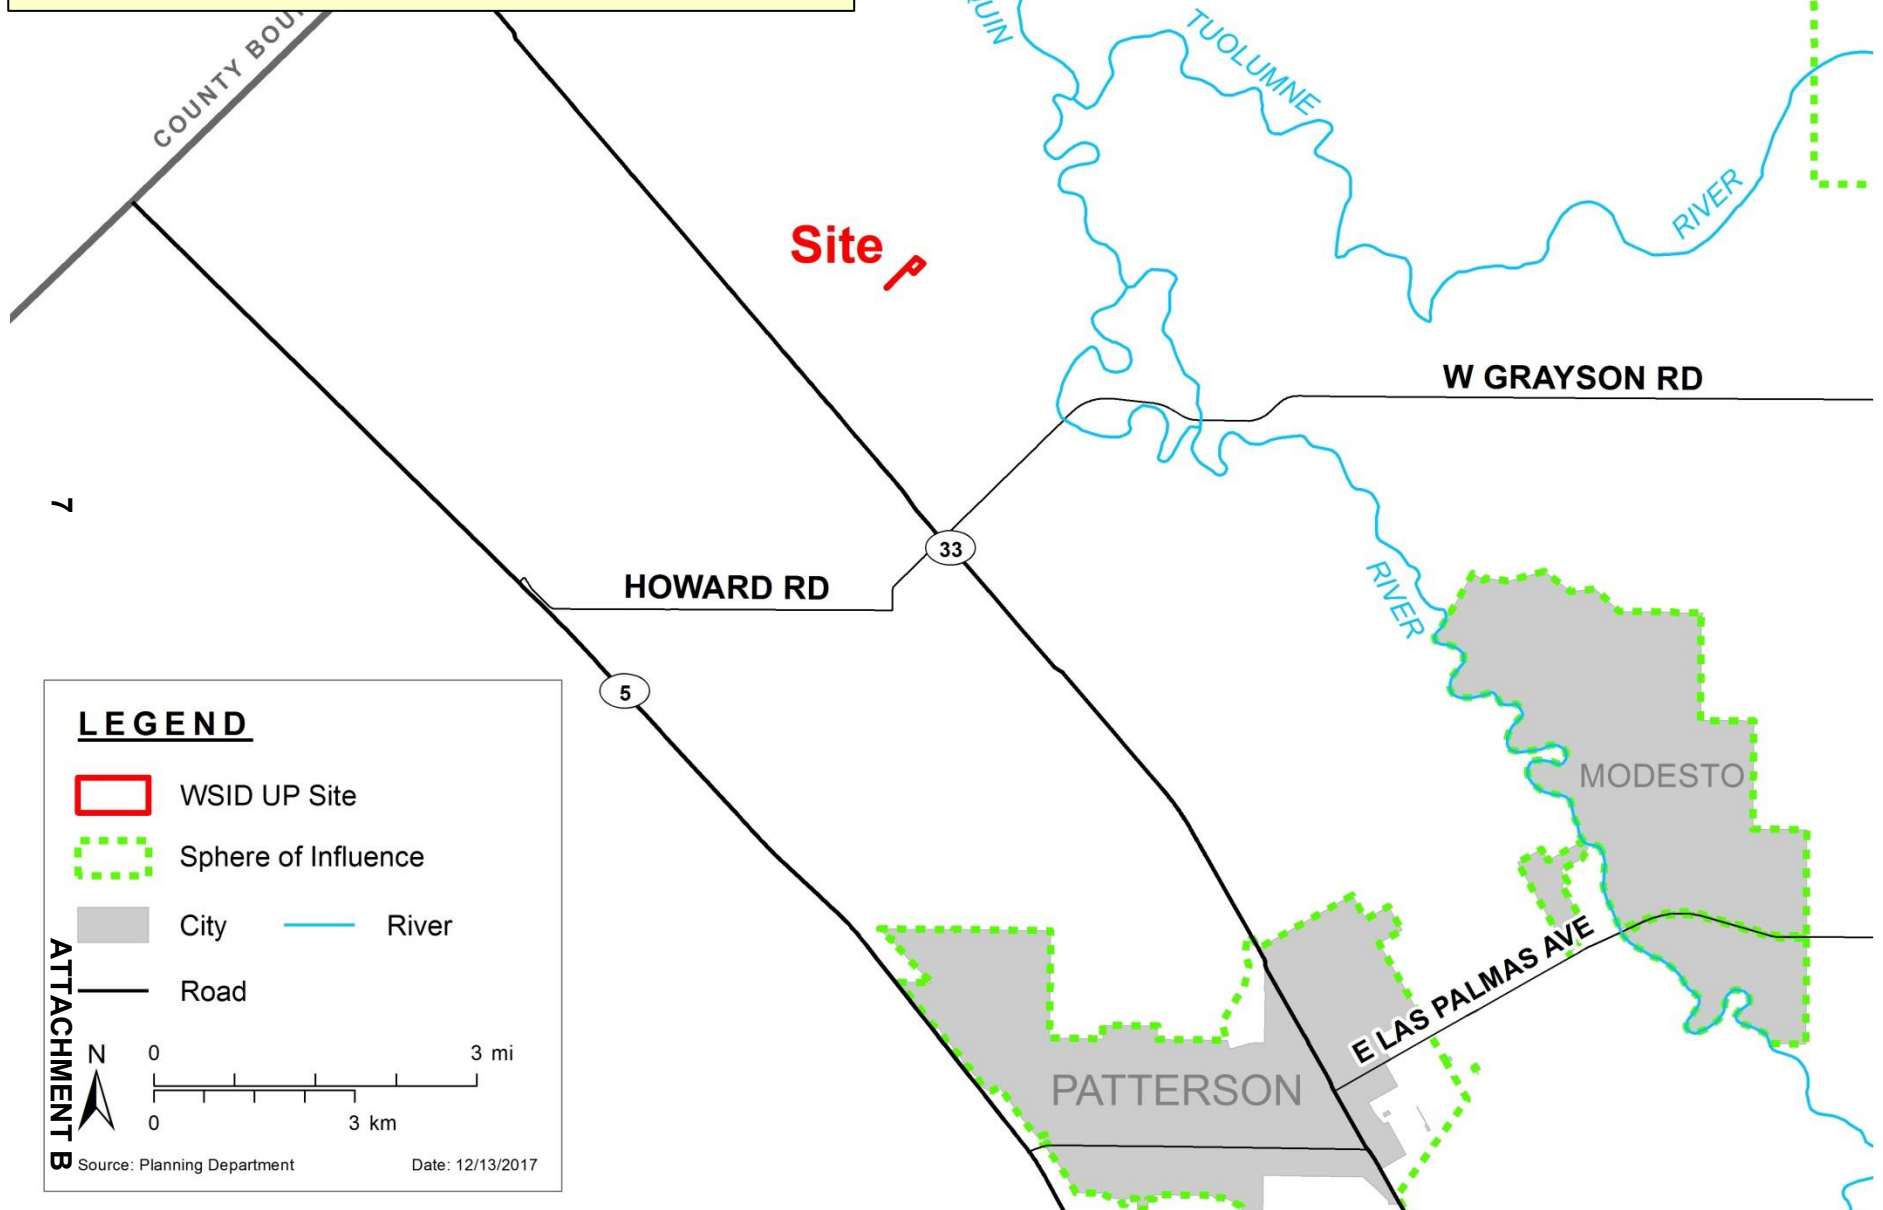 COUNTY BOU
QUIN
TUOLUMNE
RIVER
Site
W GRAYSON RD
33
HOWARD RD
RIVER
5
MODESTO
E LAS PALMAS AVE
PATTERSON
7
ATTACHMENT B
LEGEND
WSID UP Site
Sphere of Influence
City River
Road
N 0 3 mi
0 3 km
Source: Planning Department Date: 12/13/2017